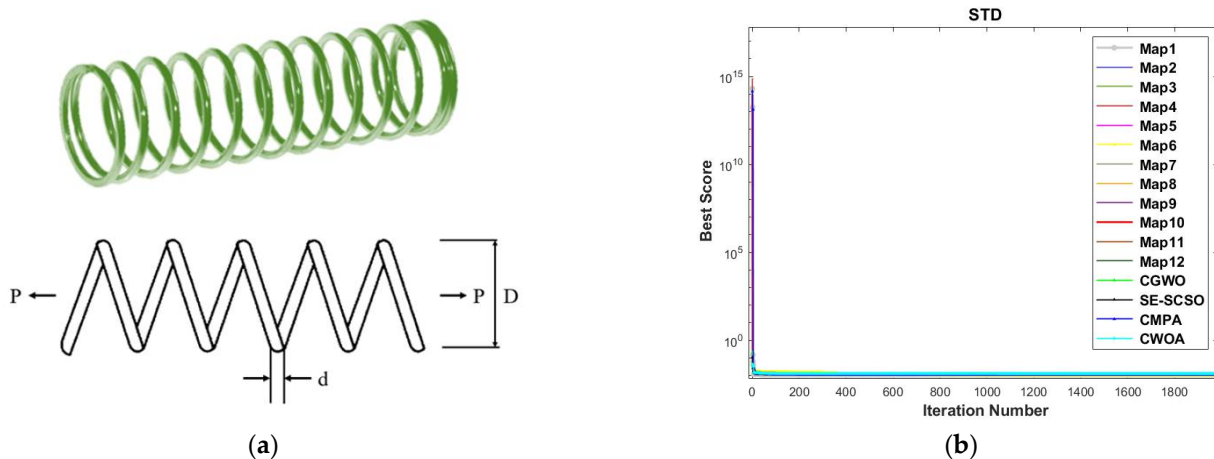 P
P
D
d
(a)
STD
Best Score
10^15
10^10
10^5
10^0
0
200
400
600
800
1000
1200
1400
1600
1800
Iteration Number
Map1
Map2
Map3
Map4
Map5
Map6
Map7
Map8
Map9
Map10
Map11
Map12
CGWO
SE-SCSO
CMPA
CWOA
(b)